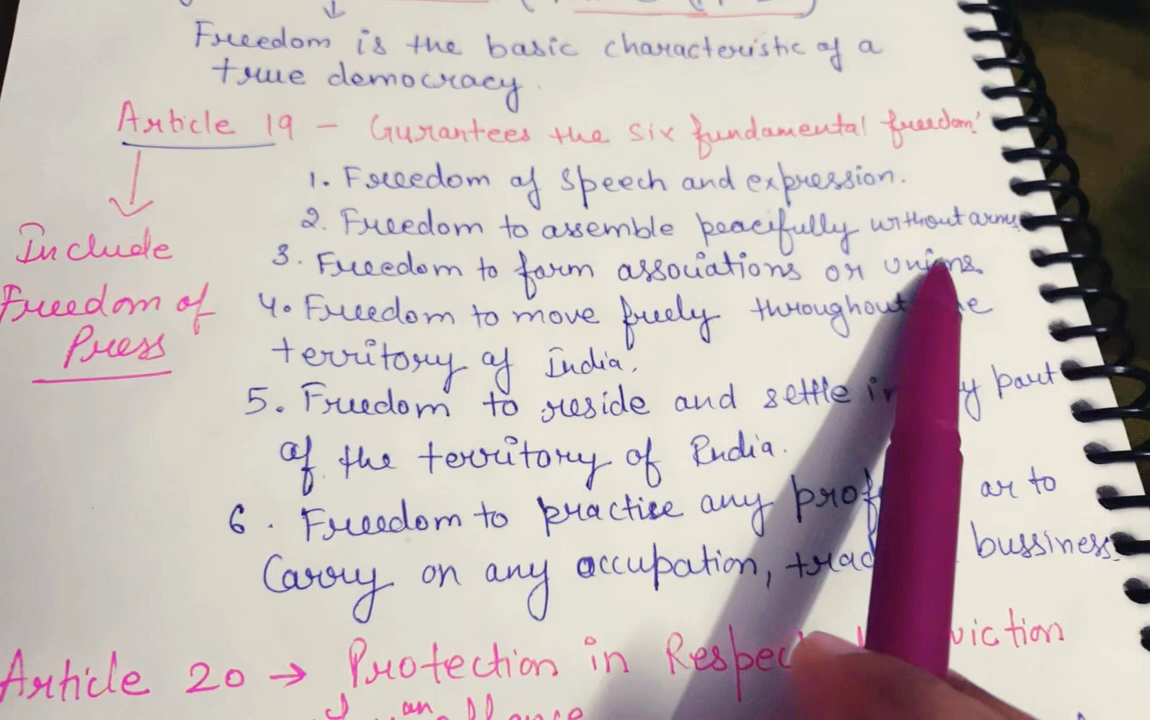 Freedom is the basic characteristic of a
true democracy.
Article 19 - Gurantees the six fundamental freedom'
1. Freedom of speech and expression.
2. Freedom to assemble peacifully without arms
3. Freedom to form associations or unions.
4. Freedom to move freely throughout
territory of India.
5. Freedom to reside and settle in part
of the territory of India.
6. Freedom to practise any or to
Carry on any occupation, bussiness.
Include
Freedom of
Press
Article 20 → Protection in Respect
an